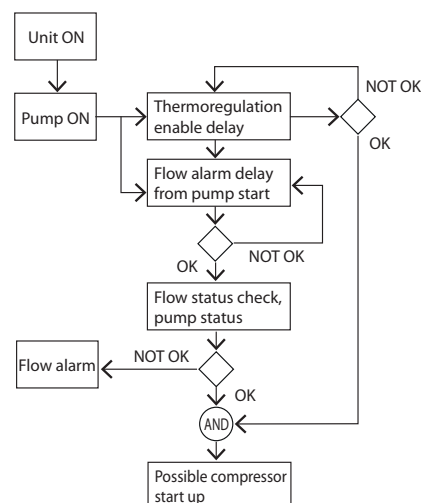 Unit ON
Pump ON
Thermoregulation
enable delay
NOT OK
OK
Flow alarm delay
from pump start
NOT OK
OK
Flow status check,
pump status
Flow alarm
NOT OK
OK
AND
Possible compressor
start up